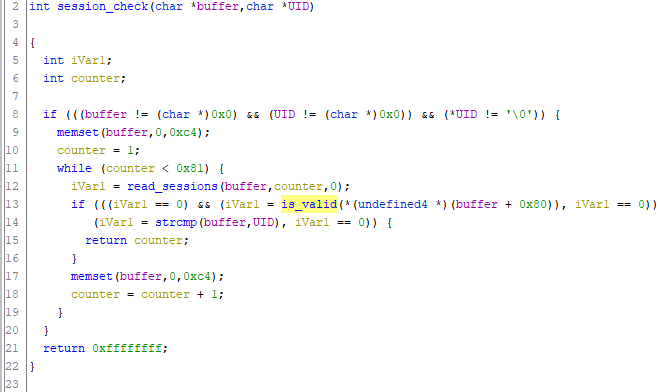 2 int session_check(char *buffer,char *UID)
3
4 {
5   int iVar1;
6   int counter;
7
8   if (((buffer != (char *)0x0) && (UID != (char *)0x0)) && (*UID != '\0')) {
9     memset(buffer,0,0xc4);
10     counter = 1;
11     while (counter < 0x81) {
12       iVar1 = read_sessions(buffer,counter,0);
13       if (((iVar1 == 0) && (iVar1 = is_valid(*(undefined4 *)(buffer + 0x80)), iVar1 == 0))
14          (iVar1 = strcmp(buffer,UID), iVar1 == 0)) {
15         return counter;
16       }
17       memset(buffer,0,0xc4);
18       counter = counter + 1;
19     }
20   }
21   return 0xffffffff;
22 }
23